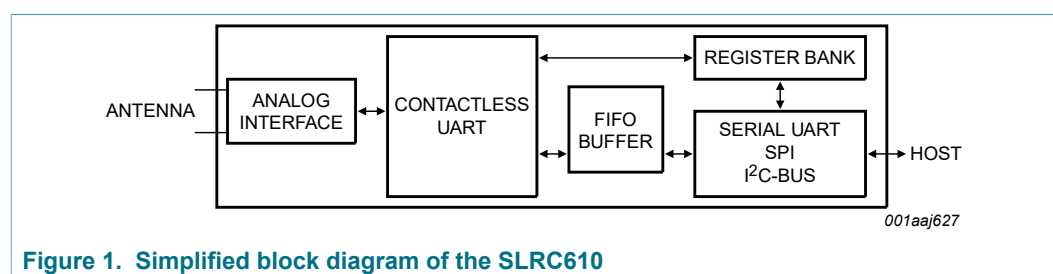 ANTENNA
ANALOG
INTERFACE
CONTACTLESS
UART
FIFO
BUFFER
REGISTER BANK
SERIAL UART
SPI
I²C-BUS
HOST
001aaj627
Figure 1. Simplified block diagram of the SLRC610